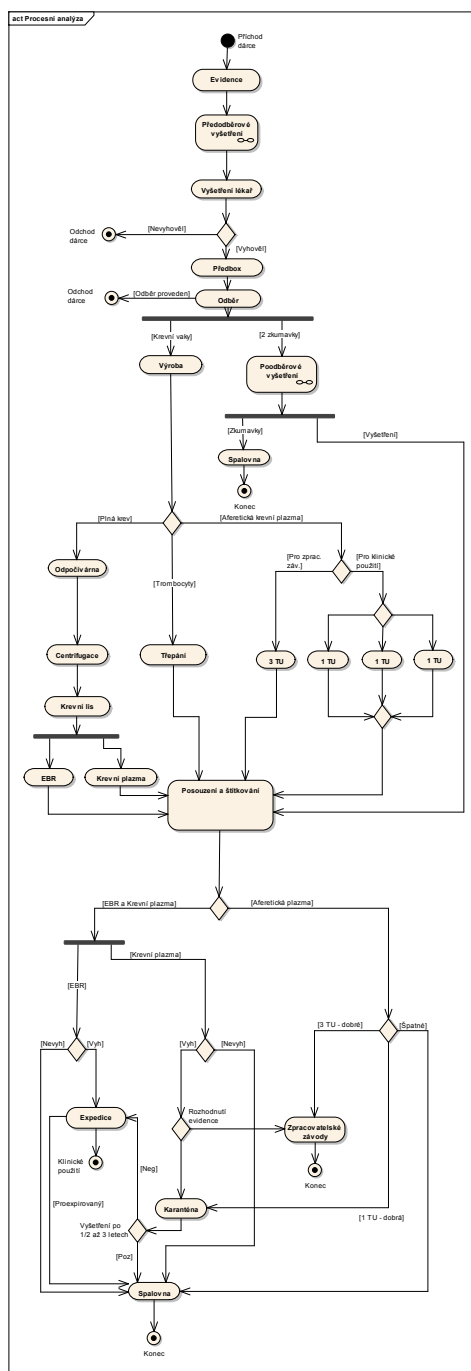 act Procesní analýza
Příchod
dárce
Evidence
Předodběrové
vyšetření
Vyšetření lékař
[Nevyhověl]
Odchod
dárce
[Vyhověl]
Předbox
Odchod
dárce
[Odběr proveden]
Odběr
[Krevní vaky]
[2 zkumavky]
Výroba
Poodběrové
vyšetření
[Zkumavky]
[Vyšetření]
Spalovna
Konec
[Plná krev]
[Aferetická krevní plazma]
Odpočívárna
[Pro zprac.
záv.]
[Pro klinické
použití]
[Trombocyty]
Centrifugace
Třepání
3 TU
1 TU
1 TU
1 TU
Krevní lis
EBR
Krevní plazma
Posouzení a štítkování
[EBR a Krevní plazma]
[Aferetická plazma]
[Krevní plazma]
[EBR]
[Nevyh]
[Vyh]
[Vyh]
[Nevyh]
[3 TU - dobré]
[Špatné]
Expedice
Rozhodnutí
evidence
Zpracovatelské
závody
Klinické
použití
[Neg]
Konec
[Proexpirovaný]
Karanténa
[1 TU - dobrá]
Vyšetření po
1/2 až 3 letech
[Poz]
Spalovna
Konec